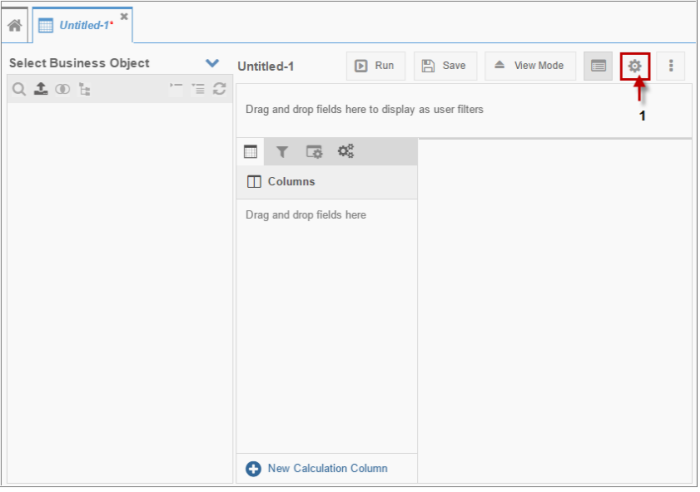 Untitled-1*
Select Business Object
Untitled-1
Run
Save
View Mode
1
Drag and drop fields here to display as user filters
Columns
Drag and drop fields here
New Calculation Column